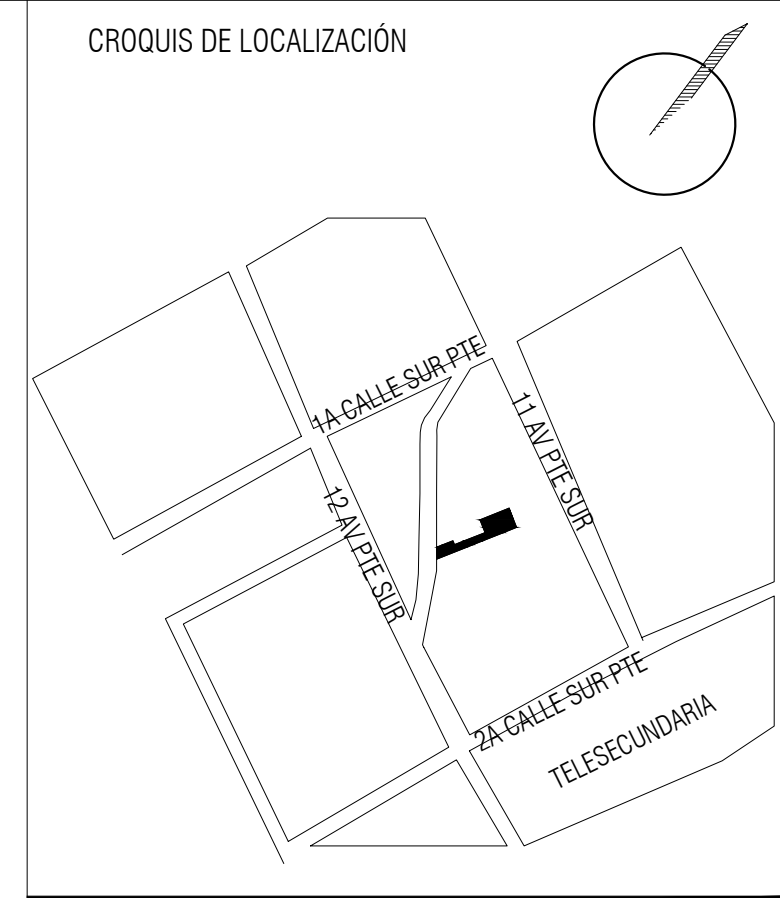 CROQUIS DE LOCALIZACIÓN
1A CALLE SUR PTE
11 AV PTE SUR
12 AV PTE SUR
2A CALLE SUR PTE
TELESECUNDARIA